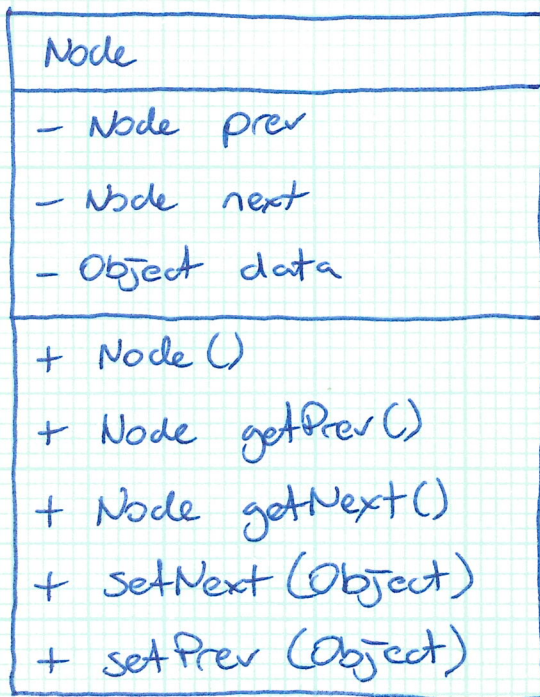 Node
- Node prev
- Node next
- Object data
+ Node()
+ Node getPrev()
+ Node getNext()
+ setNext(Object)
+ setPrev(Object)